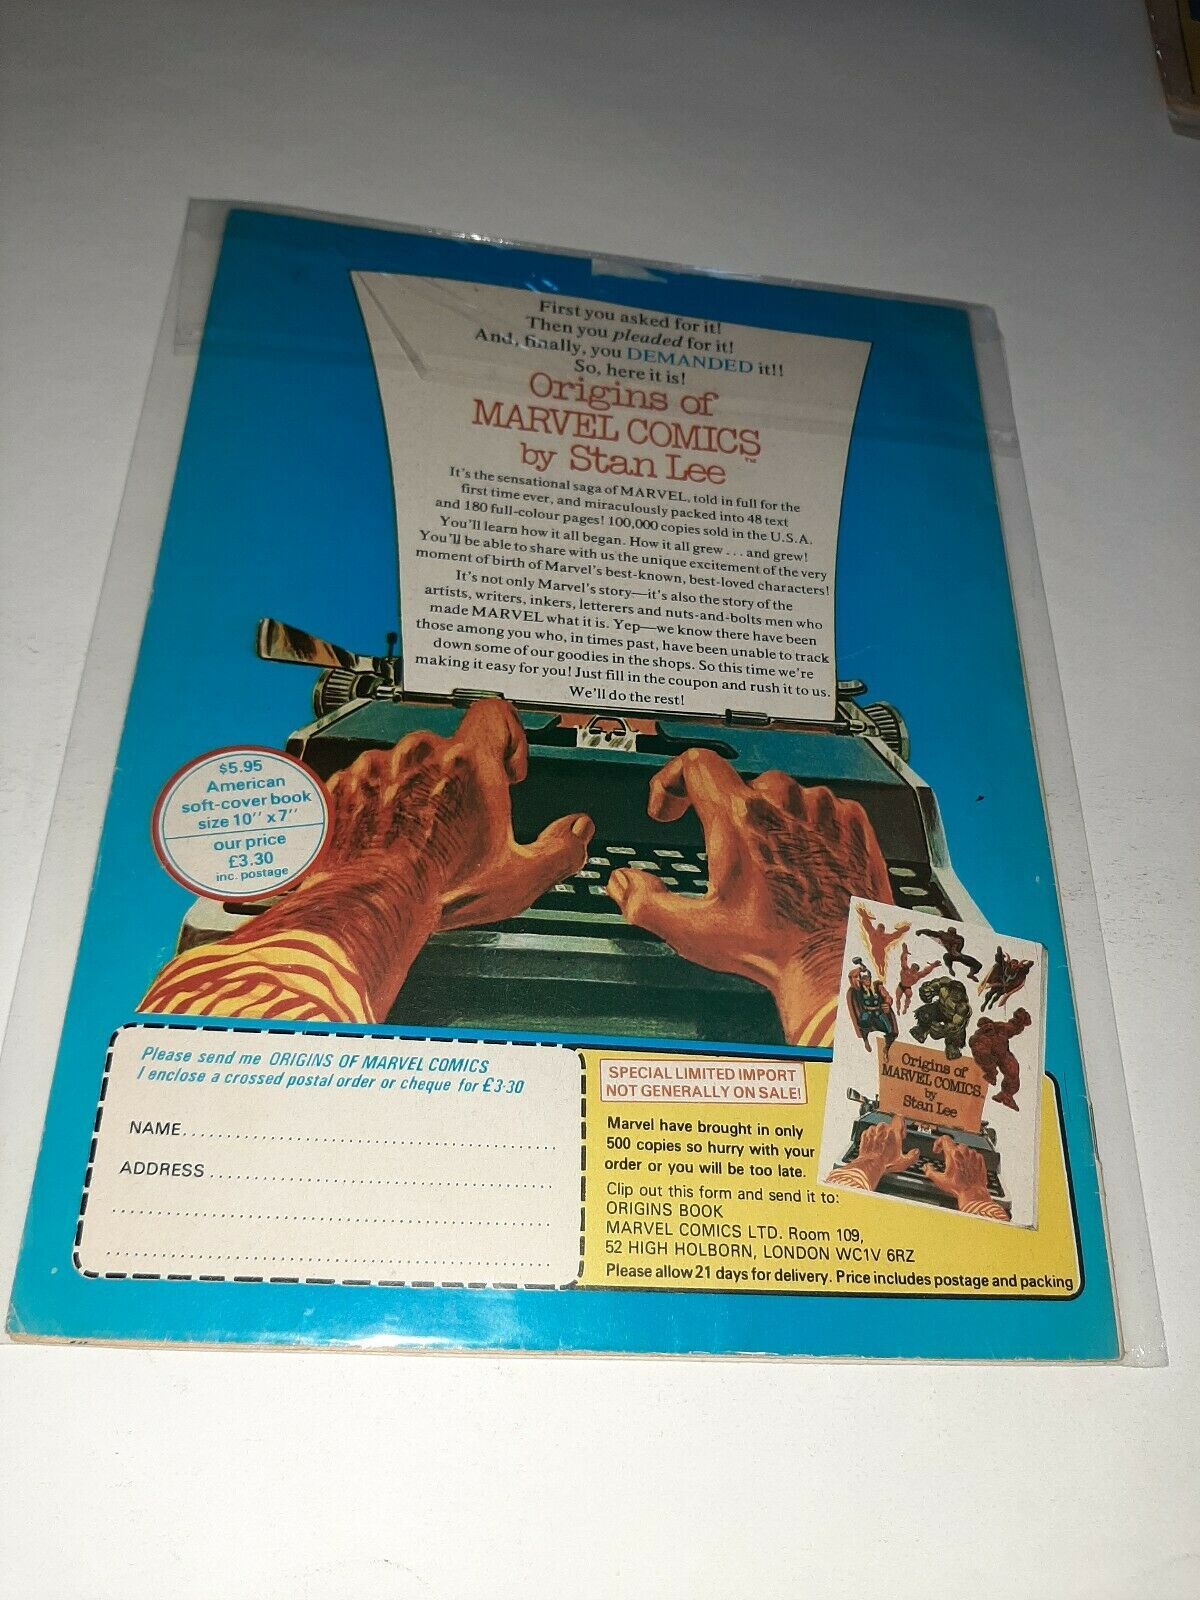 First you asked for it!
Then you pleaded for it!
And, finally, you DEMANDED it!!
So, here it is!
Origins of
MARVEL COMICS™
by Stan Lee
It's the sensational saga of MARVEL, told in full for the
first time ever, and miraculously packed into 48 text
and 180 full-colour pages! 100,000 copies sold in the U.S.A.
You'll learn how it all began. How it all grew . . . and grew!
You'll be able to share with us the unique excitement of the very
moment of birth of Marvel's best-known, best-loved characters!
It's not only Marvel's story—it's also the story of the
artists, writers, inkers, letterers and nuts-and-bolts men who
made MARVEL what it is. Yep—we know there have been
those among you who, in times past, have been unable to track
down some of our goodies in the shops. So this time we're
making it easy for you! Just fill in the coupon and rush it to us.
We'll do the rest!
$5.95
American
soft-cover book
size 10'' x 7''
our price
£3.30
inc. postage
Origins of
MARVEL COMICS
by
Stan Lee
Please send me ORIGINS OF MARVEL COMICS
I enclose a crossed postal order or cheque for £3·30
NAME
ADDRESS
SPECIAL LIMITED IMPORT
NOT GENERALLY ON SALE!
Marvel have brought in only
500 copies so hurry with your
order or you will be too late.
Clip out this form and send it to:
ORIGINS BOOK
MARVEL COMICS LTD. Room 109,
52 HIGH HOLBORN, LONDON WC1V 6RZ
Please allow 21 days for delivery. Price includes postage and packing